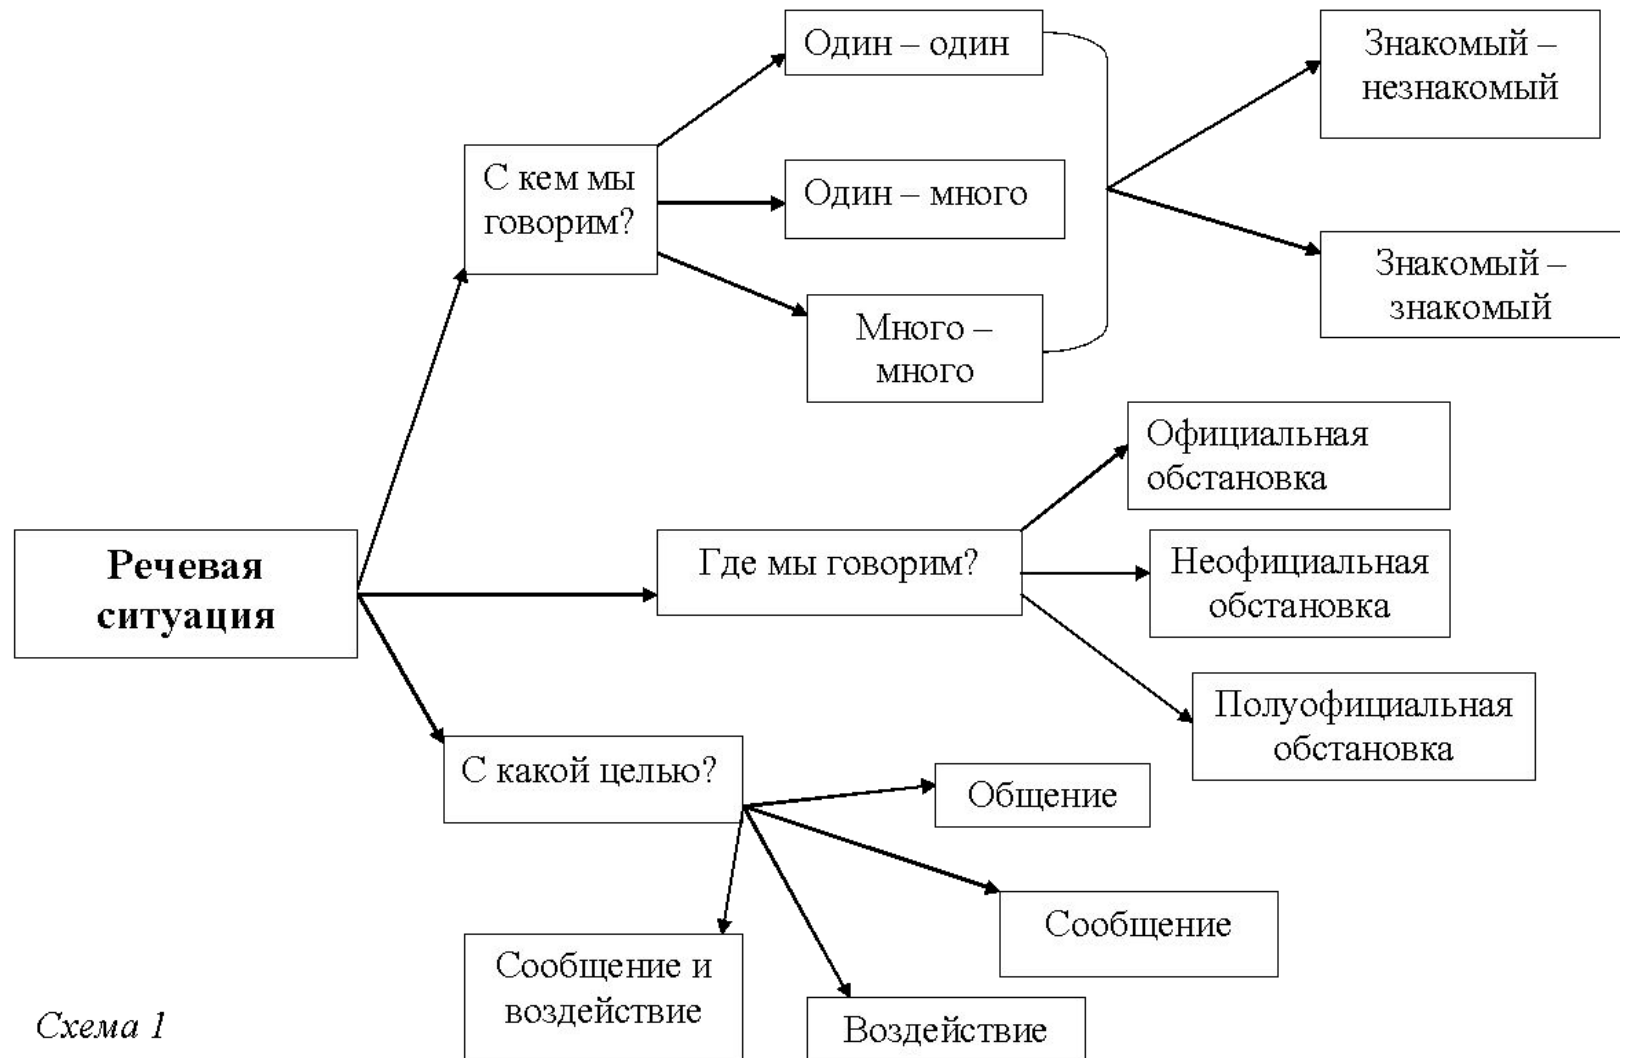 Один – один
Знакомый –
незнакомый
С кем мы
говорим?
Один – много
Знакомый –
знакомый
Много –
много
Официальная
обстановка
Речевая
ситуация
Где мы говорим?
Неофициальная
обстановка
Полуофициальная
обстановка
С какой целью?
Общение
Сообщение
Сообщение и
воздействие
Воздействие
Схема 1